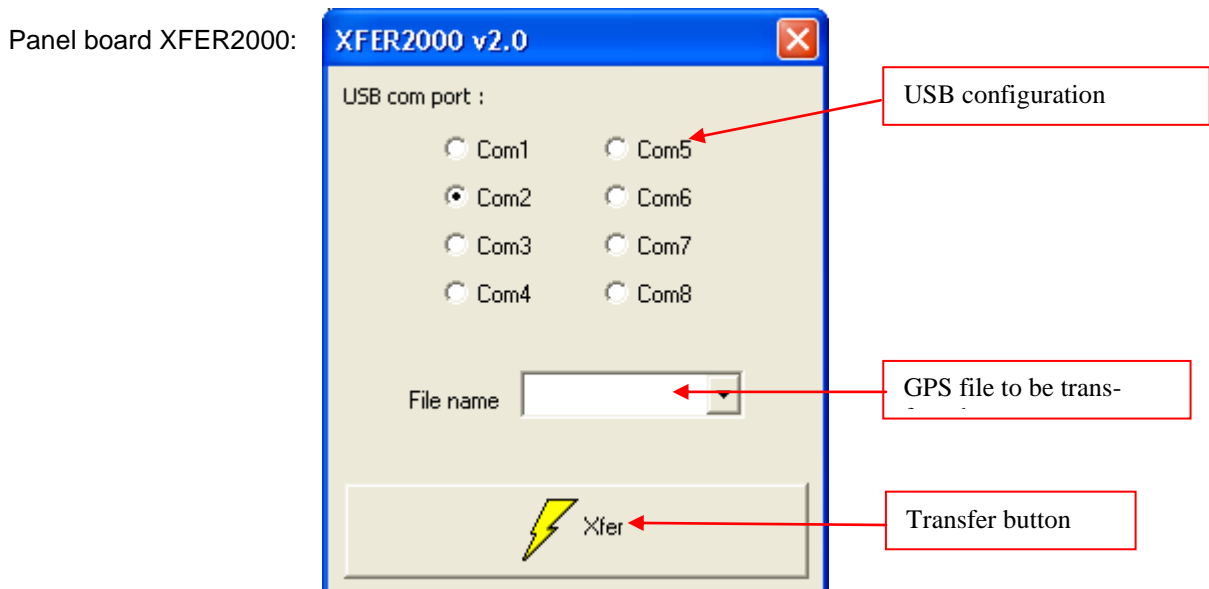 Panel board XFER2000:
XFER2000 v2.0
USB com port :
USB configuration
Com1 Com5
Com2 Com6
Com3 Com7
Com4 Com8
File name
GPS file to be trans-
Xfer
Transfer button